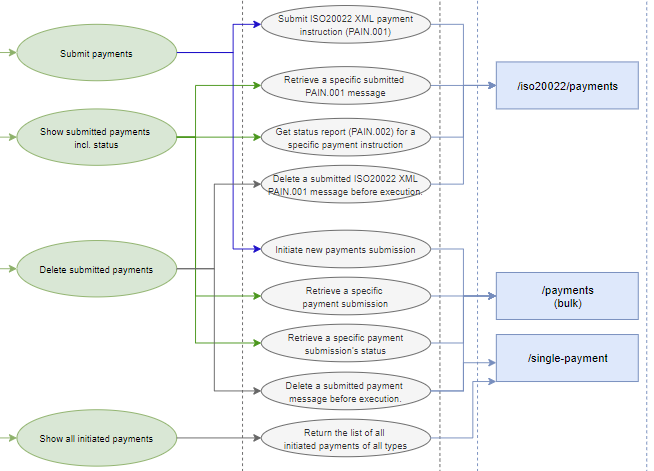 Submit payments
Show submitted payments
incl. status
Delete submitted payments
Show all initiated payments
Submit ISO20022 XML payment
instruction (PAIN.001)
Retrieve a specific submitted
PAIN.001 message
Get status report (PAIN.002) for a
specific payment instruction
Delete a submitted ISO20022 XML
PAIN.001 message before execution.
Initiate new payments submission
Retrieve a specific
payment submission
Retrieve a specific payment
submission's status
Delete a submitted payment
message before execution.
Return the list of all
initiated payments of all types
/iso20022/payments
/payments
(bulk)
/single-payment